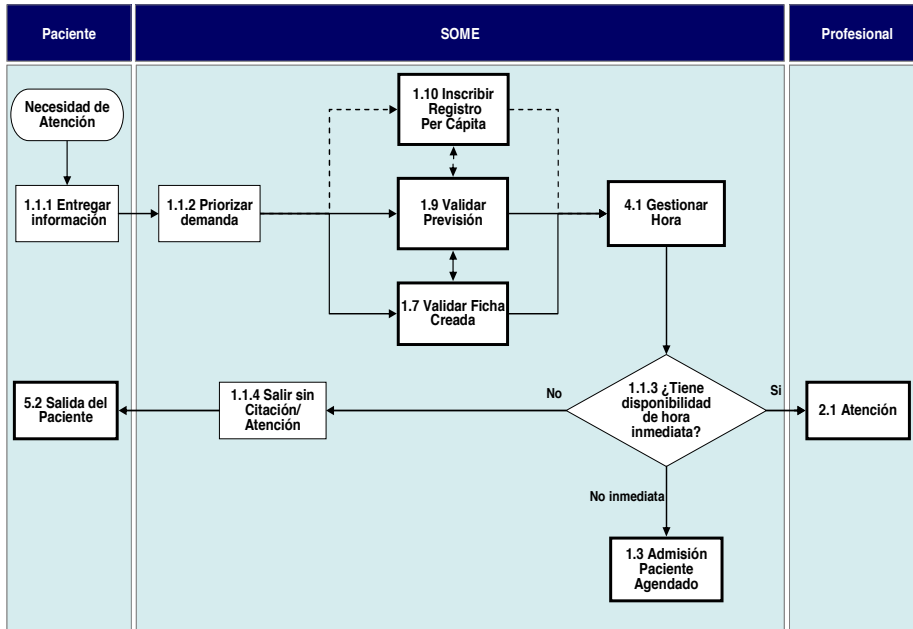 Paciente
SOME
Profesional
Necesidad de
Atención
1.10 Inscribir
Registro
Per Cápita
1.1.1 Entregar
información
1.1.2 Priorizar
demanda
1.9 Validar
Previsión
4.1 Gestionar
Hora
1.7 Validar Ficha
Creada
5.2 Salida del
Paciente
1.1.4 Salir sin
Citación/
Atención
No
1.1.3 ¿Tiene
disponibilidad
de hora
inmediata?
Si
2.1 Atención
No inmediata
1.3 Admisión
Paciente
Agendado